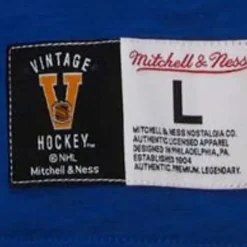 VINTAGE
V
HOCKEY™
© NHL
Mitchell & Ness
Mitchell & Ness
L
MITCHELL & NESS NOSTALGIA CO.
AUTHENTIC LICENSED APPAREL
DESIGNED IN PHILADELPHIA, PA.
ESTABLISHED 1904
AUTHENTIC. PREMIUM. LEGENDARY.